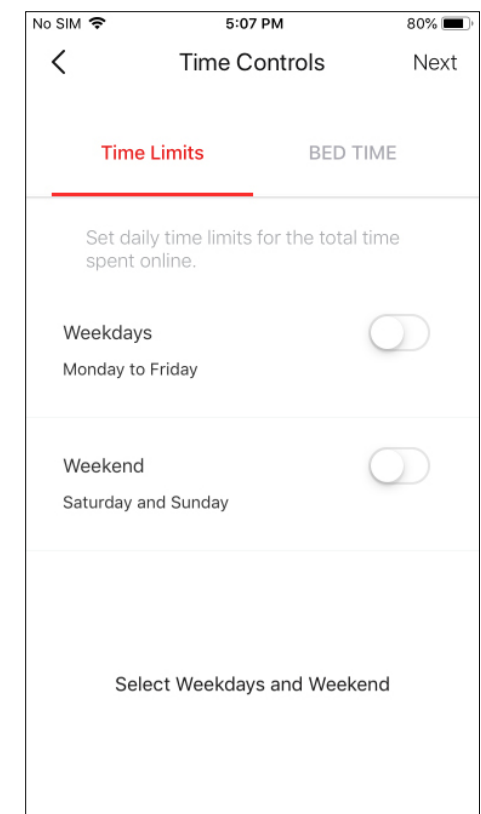 No SIM 5:07 PM 80%
Time Controls Next
Time Limits BED TIME
Set daily time limits for the total time
spent online.
Weekdays
Monday to Friday
Weekend
Saturday and Sunday
Select Weekdays and Weekend